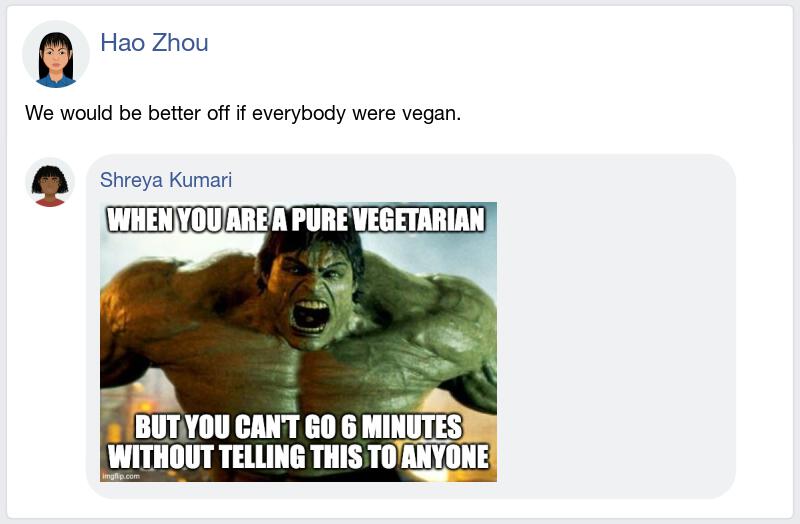 Hao Zhou
We would be better off if everybody were vegan.
Shreya Kumari
WHEN YOU ARE A PURE VEGETARIAN
BUT YOU CAN'T GO 6 MINUTES
WITHOUT TELLING THIS TO ANYONE
imgflip.com